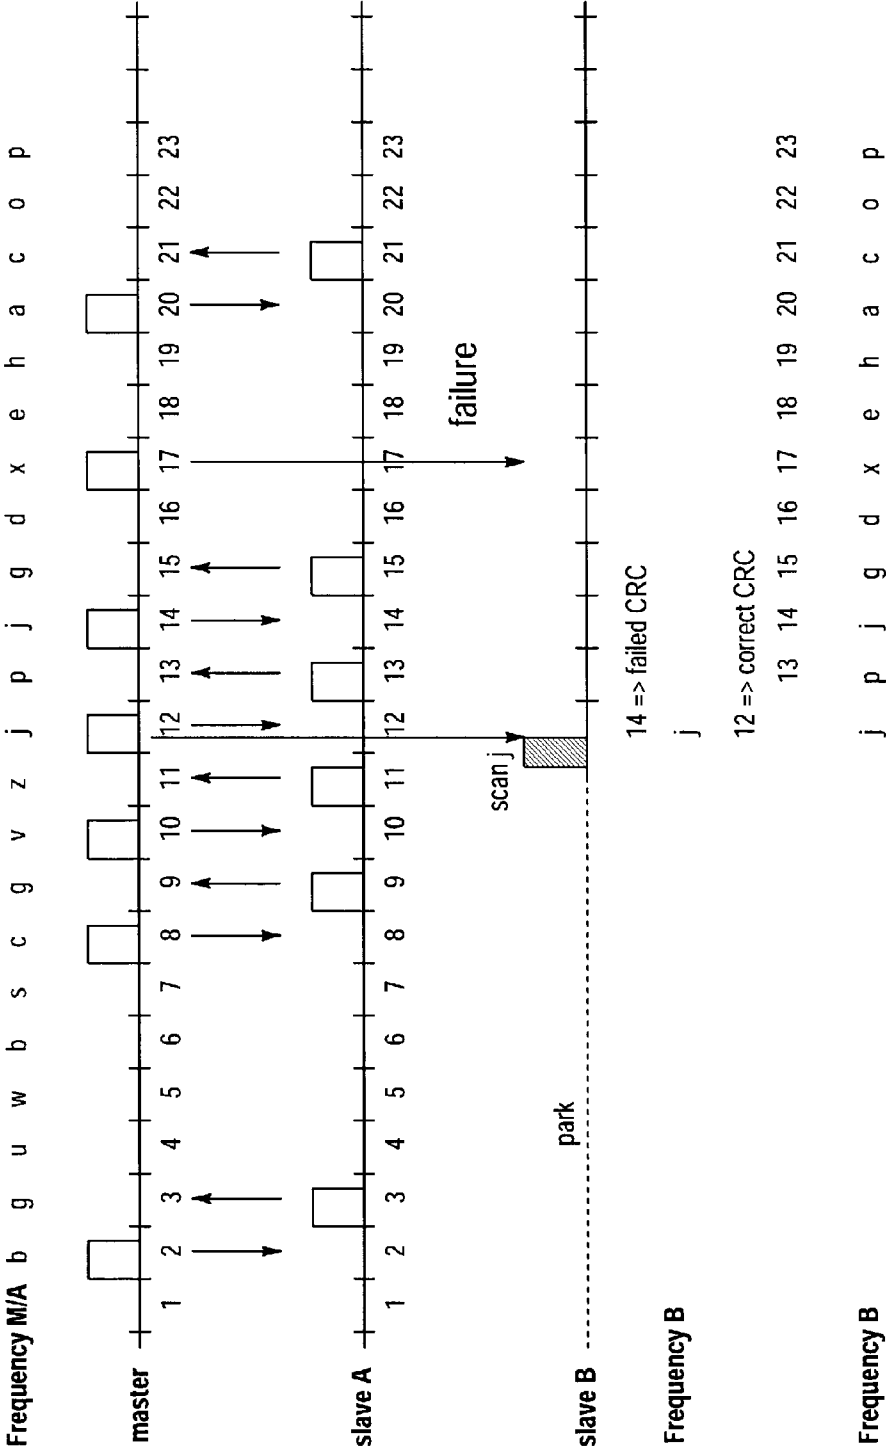 Frequency M/A b g u w b s c g v z j p j g d x e h a c o p
master
1 2 3 4 5 6 7 8 9 10 11 12 13 14 15 16 17 18 19 20 21 22 23
slave A
1 2 3 4 5 6 7 8 9 10 11 12 13 14 15 16 17 18 19 20 21 22 23
failure
scan j
park
slave B
14 => failed CRC
Frequency B j
12 => correct CRC
13 14 15 16 17 18 19 20 21 22 23
Frequency B j p j g d x e h a c o p